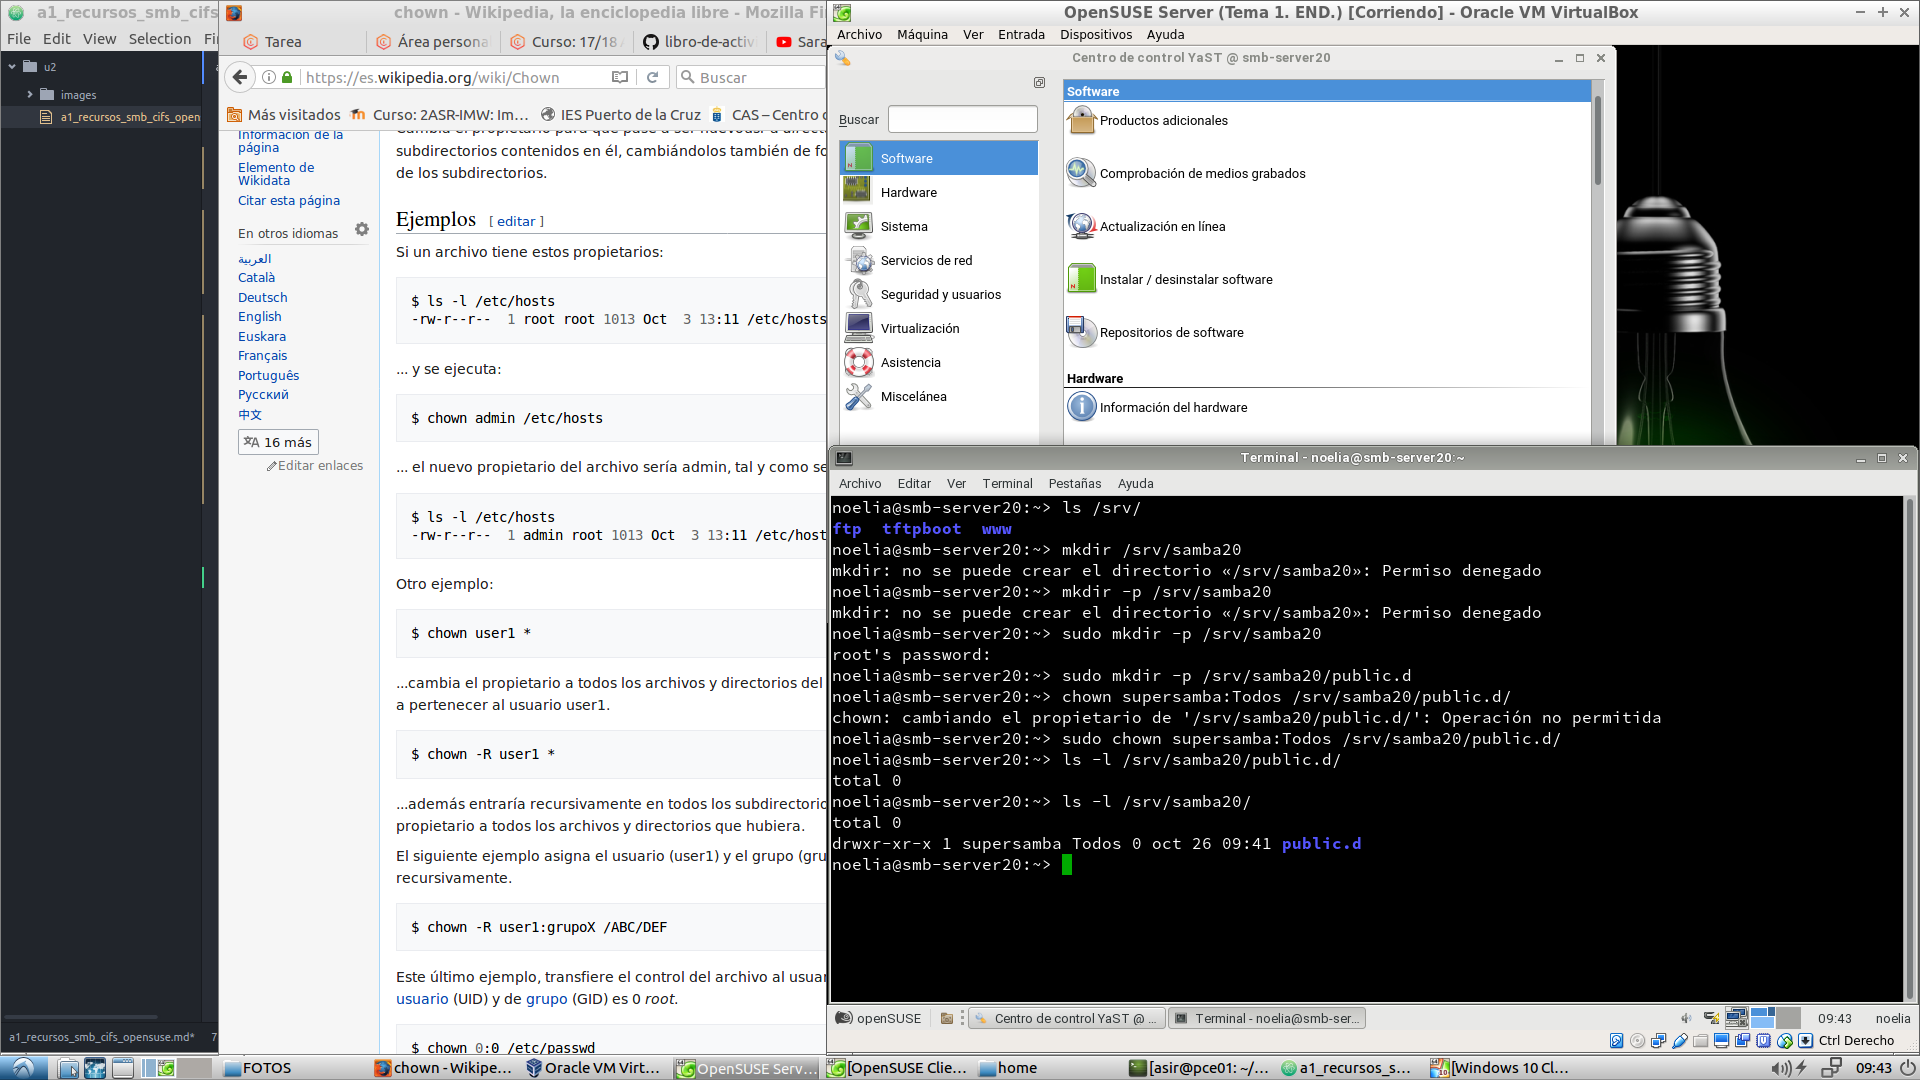 a1_recursos_smb_cifs
File Edit View Selection
u2
images
a1_recursos_smb_cifs_open
a1_recursos_smb_cifs_opensuse.md* 7
chown - Wikipedia, la enciclopedia libre - Mozilla Fi
Tarea
Área persona
Curso: 17/18
libro-de-activ
Sara
https://es.wikipedia.org/wiki/Chown
Buscar
Más visitados
Curso: 2ASR-IMW: Im...
IES Puerto de la Cruz
CAS – Centro
Información de la
página
Elemento de
Wikidata
Citar esta página
En otros idiomas
العربية
Català
Deutsch
English
Euskara
Français
Português
Русский
中文
16 más
Editar enlaces
subdirectorios contenidos en él, cambiándolos también de
de los subdirectorios.
Ejemplos [ editar ]
Si un archivo tiene estos propietarios:
$ ls -l /etc/hosts
-rw-r--r-- 1 root root 1013 Oct 3 13:11 /etc/hosts
... y se ejecuta:
$ chown admin /etc/hosts
... el nuevo propietario del archivo sería admin, tal y como se
$ ls -l /etc/hosts
-rw-r--r-- 1 admin root 1013 Oct 3 13:11 /etc/host
Otro ejemplo:
$ chown user1 *
...cambia el propietario a todos los archivos y directorios del
a pertenecer al usuario user1.
$ chown -R user1 *
...además entraría recursivamente en todos los subdirectorio
propietario a todos los archivos y directorios que hubiera.
El siguiente ejemplo asigna el usuario (user1) y el grupo (gru
recursivamente.
$ chown -R user1:grupoX /ABC/DEF
Este último ejemplo, transfiere el control del archivo al usuar
usuario (UID) y de grupo (GID) es 0 root.
$ chown 0:0 /etc/passwd
OpenSUSE Server (Tema 1. END.) [Corriendo] - Oracle VM VirtualBox
Archivo Máquina Ver Entrada Dispositivos Ayuda
Centro de control YaST @ smb-server20
Buscar
Software
Hardware
Sistema
Servicios de red
Seguridad y usuarios
Virtualización
Asistencia
Miscelánea
Software
Productos adicionales
Comprobación de medios grabados
Actualización en línea
Instalar / desinstalar software
Repositorios de software
Hardware
Información del hardware
Terminal - noelia@smb-server20:~
Archivo Editar Ver Terminal Pestañas Ayuda
noelia@smb-server20:~> ls /srv/
ftp tftpboot www
noelia@smb-server20:~> mkdir /srv/samba20
mkdir: no se puede crear el directorio «/srv/samba20»: Permiso denegado
noelia@smb-server20:~> mkdir -p /srv/samba20
mkdir: no se puede crear el directorio «/srv/samba20»: Permiso denegado
noelia@smb-server20:~> sudo mkdir -p /srv/samba20
root's password:
noelia@smb-server20:~> sudo mkdir -p /srv/samba20/public.d
noelia@smb-server20:~> chown supersamba:Todos /srv/samba20/public.d/
chown: cambiando el propietario de '/srv/samba20/public.d/': Operación no permitida
noelia@smb-server20:~> sudo chown supersamba:Todos /srv/samba20/public.d/
noelia@smb-server20:~> ls -l /srv/samba20/public.d/
total 0
noelia@smb-server20:~> ls -l /srv/samba20/
total 0
drwxr-xr-x 1 supersamba Todos 0 oct 26 09:41 public.d
noelia@smb-server20:~>
openSUSE
Centro de control YaST @ ...
Terminal - noelia@smb-ser...
09:43 noelia
Ctrl Derecho
FOTOS
chown - Wikipe...
Oracle VM Virt...
OpenSUSE Serv...
[OpenSUSE Clie...
home
[asir@pce01: ~/...
a1_recursos_s...
[Windows 10 Cl...
09:43